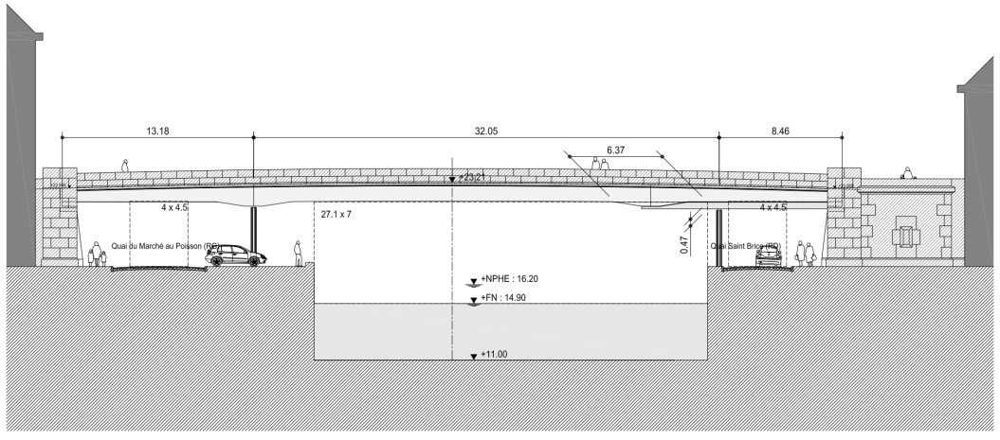 13.18
32.05
8.46
6.37
+23.21
4 x 4.5
4 x 4.5
27.1 x 7
0.47
Quai du Marché au Poisson (RG)
Quai Saint Brice (RD)
+NPHE : 16.20
+FN : 14.90
+11.00